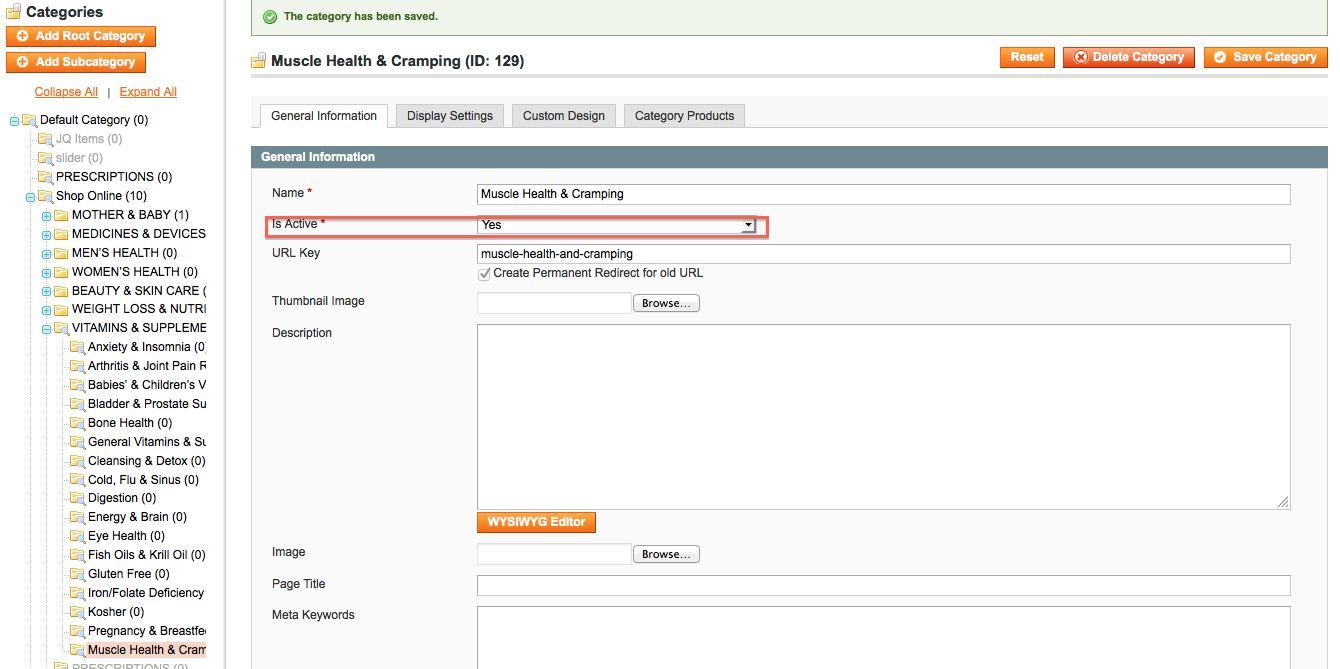 Categories
Add Root Category
Add Subcategory
Collapse All | Expand All
Default Category (0)
JQ Items (0)
slider (0)
PRESCRIPTIONS (0)
Shop Online (10)
MOTHER & BABY (1)
MEDICINES & DEVICES
MEN'S HEALTH (0)
WOMEN'S HEALTH (0)
BEAUTY & SKIN CARE (
WEIGHT LOSS & NUTRI
VITAMINS & SUPPLEME
Anxiety & Insomnia (0)
Arthritis & Joint Pain R
Babies' & Children's V
Bladder & Prostate Su
Bone Health (0)
General Vitamins & Su
Cleansing & Detox (0)
Cold, Flu & Sinus (0)
Digestion (0)
Energy & Brain (0)
Eye Health (0)
Fish Oils & Krill Oil (0)
Gluten Free (0)
Iron/Folate Deficiency
Kosher (0)
Pregnancy & Breastfee
Muscle Health & Cram
PRESCRIPTIONS (0)
The category has been saved.
Muscle Health & Cramping (ID: 129)
Reset
Delete Category
Save Category
General Information
Display Settings
Custom Design
Category Products
General Information
Name *
Muscle Health & Cramping
Is Active *
Yes
URL Key
muscle-health-and-cramping
Create Permanent Redirect for old URL
Thumbnail Image
Browse...
Description
WYSIWYG Editor
Image
Browse...
Page Title
Meta Keywords